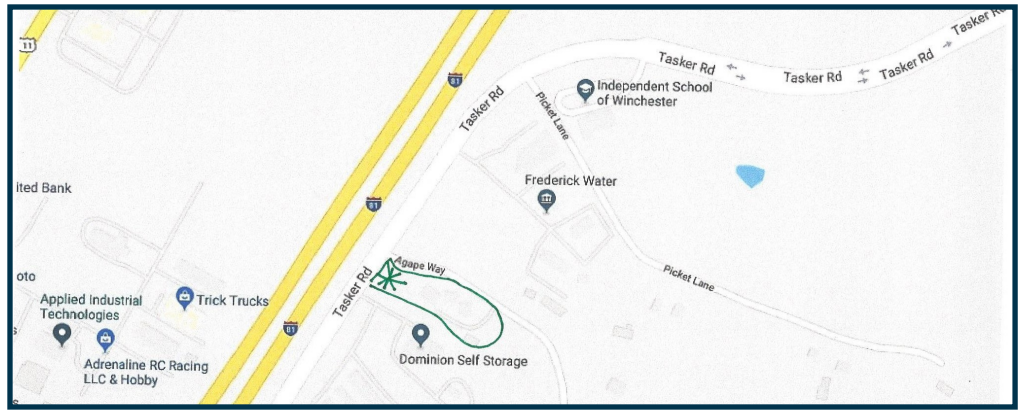 11
Tasker Rd
Tasker Rd
Tasker Rd
Tasker Rd
81
Independent School
of Winchester
Tasker Rd
Picket Lane
ited Bank
Frederick Water
81
Agape Way
Picket Lane
oto
Tasker Rd
Applied Industrial
Technologies
Trick Trucks
81
Adrenaline RC Racing
LLC & Hobby
Dominion Self Storage
s
s